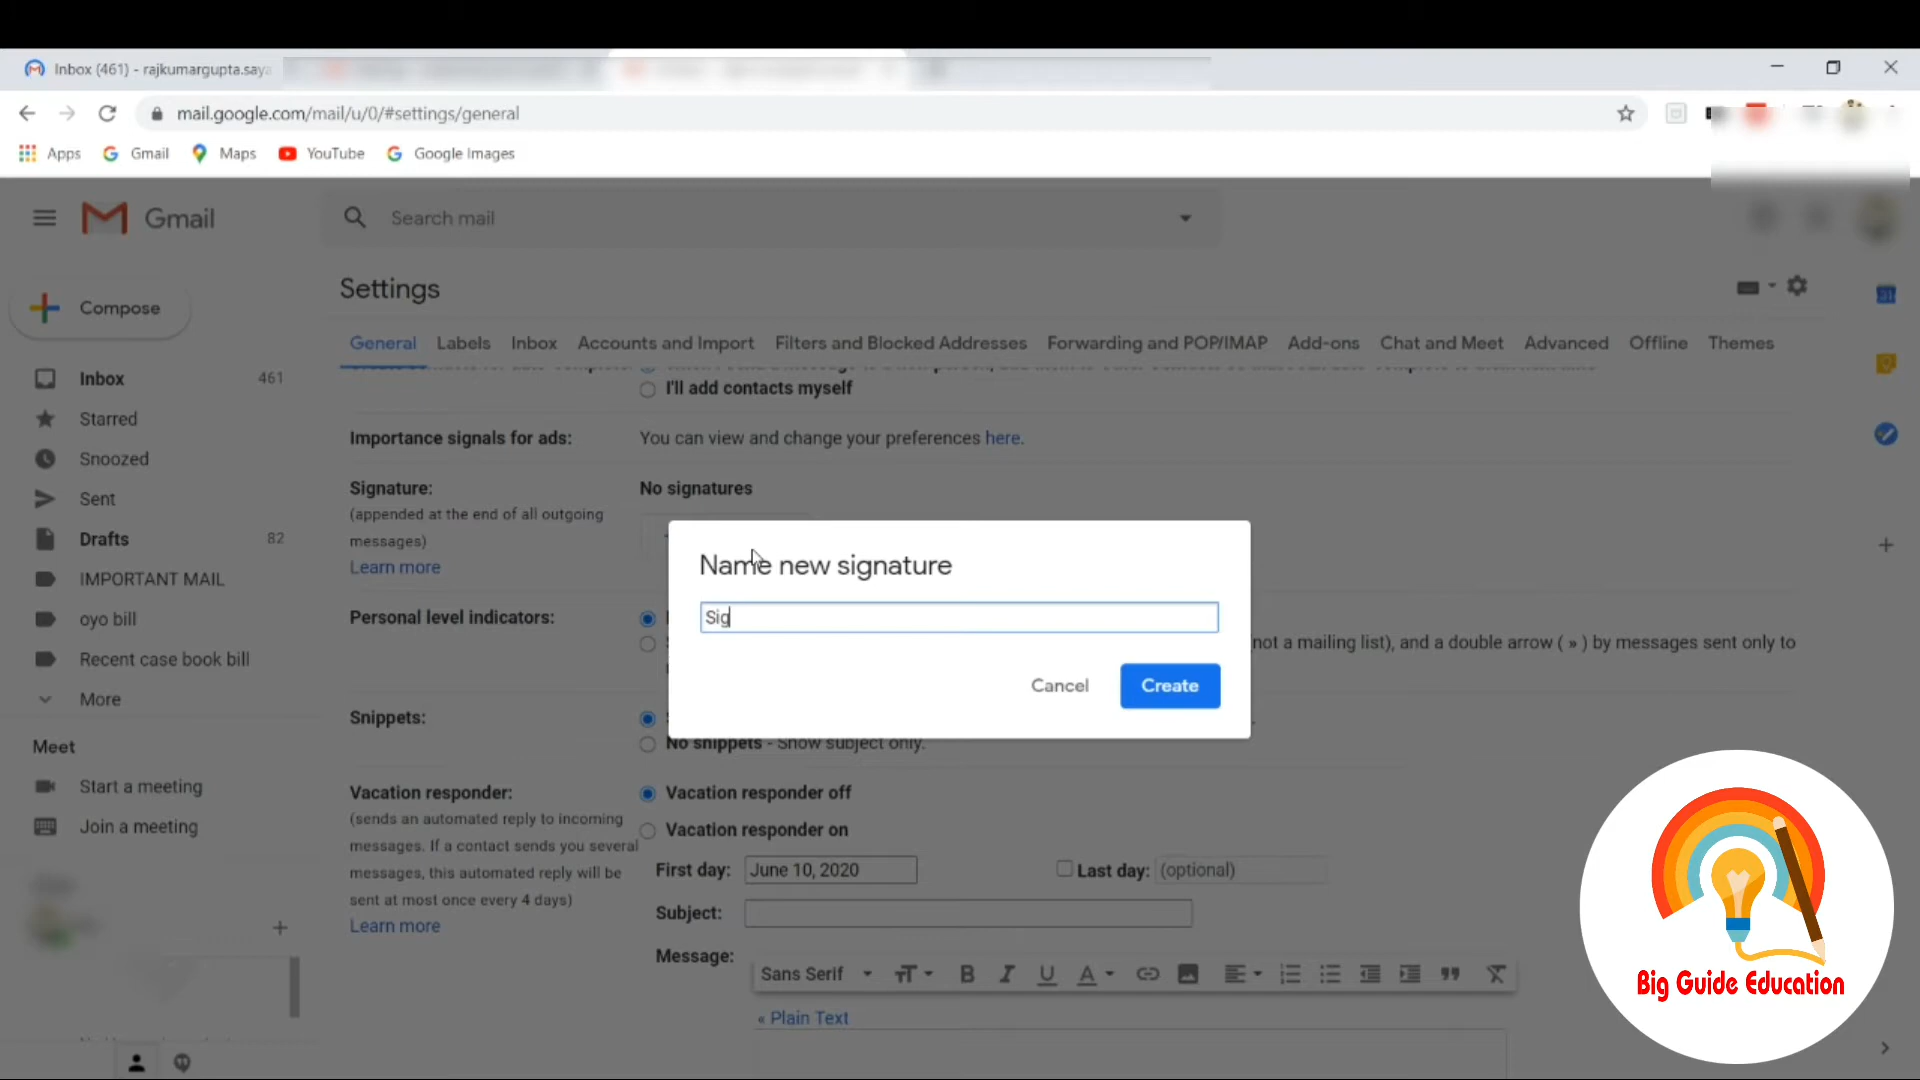 Inbox (461) - rajkumargupta.saya
mail.google.com/mail/u/0/#settings/general
Apps Gmail Maps YouTube Google Images
Gmail
Search mail
Compose
Settings
General Labels Inbox Accounts and Import Filters and Blocked Addresses Forwarding and POP/IMAP Add-ons Chat and Meet Advanced Offline Themes
Inbox 461
Starred
Snoozed
Sent
Drafts 82
IMPORTANT MAIL
oyo bill
Recent case book bill
More
Meet
Start a meeting
Join a meeting
I'll add contacts myself
Importance signals for ads: You can view and change your preferences here.
Signature: No signatures
(appended at the end of all outgoing
messages)
Learn more
Name new signature
Sig
Cancel Create
Personal level indicators:
not a mailing list), and a double arrow ( » ) by messages sent only to
Snippets:
No snippets - Show subject only.
Vacation responder: Vacation responder off
(sends an automated reply to incoming
messages. If a contact sends you several
messages, this automated reply will be
sent at most once every 4 days)
Learn more
Vacation responder on
First day: June 10, 2020 Last day: (optional)
Subject:
Message:
Sans Serif
« Plain Text
Big Guide Education